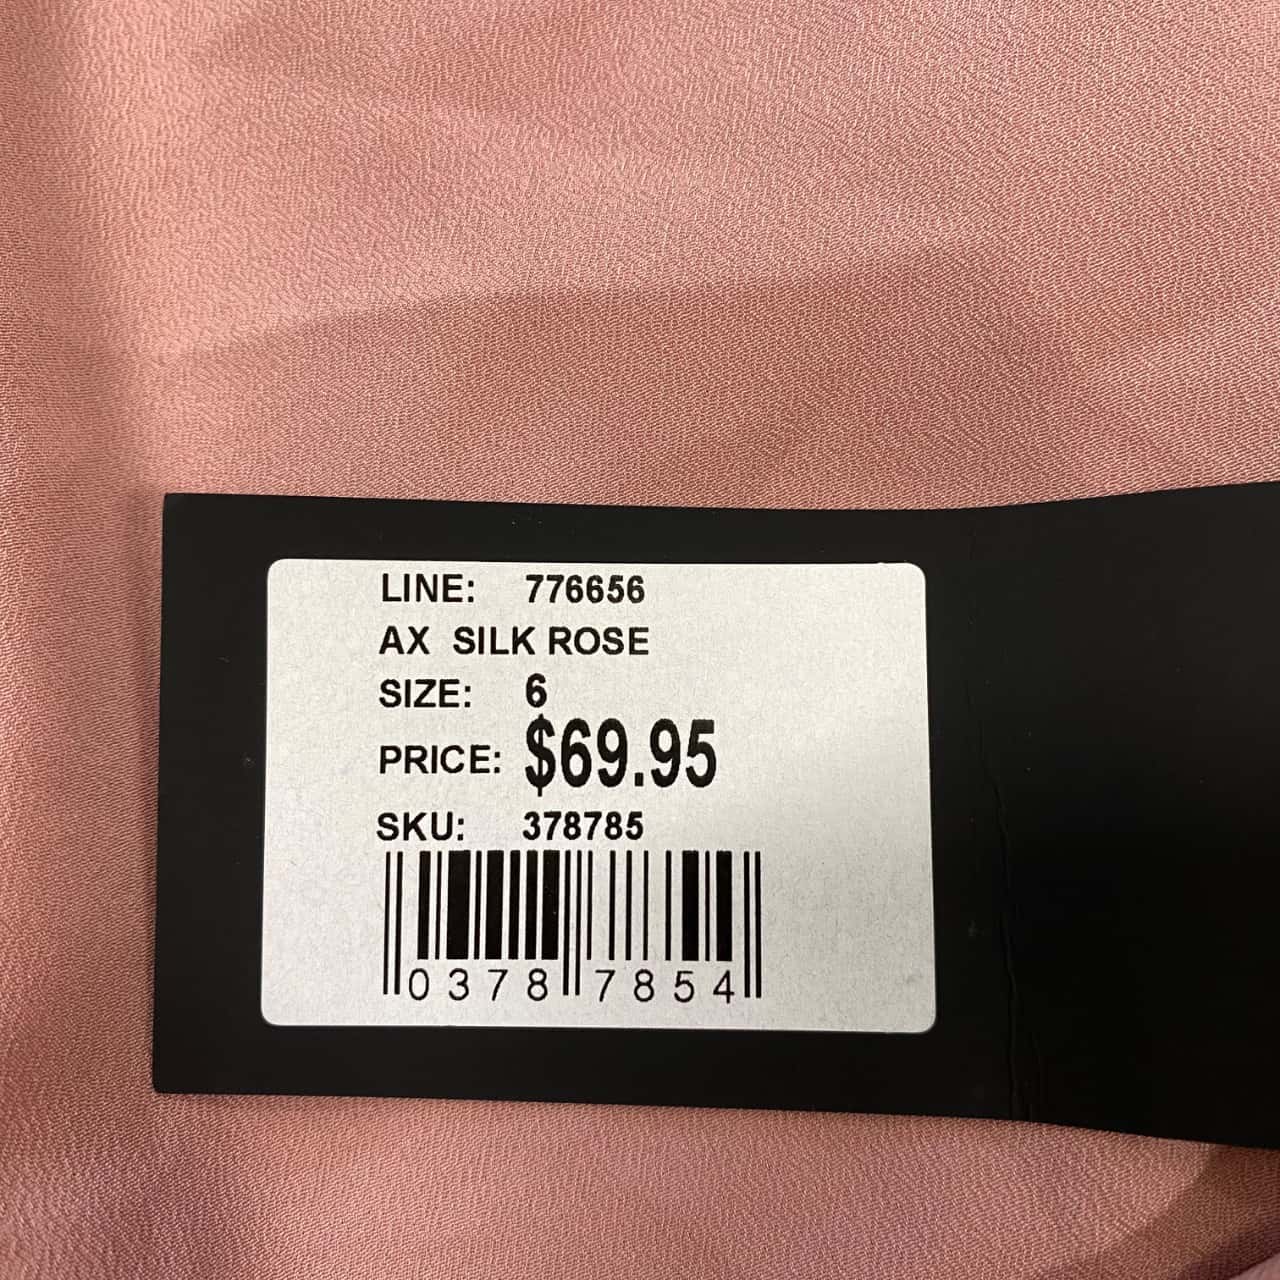 LINE: 776656
AX SILK ROSE
SIZE: 6
PRICE: $69.95
SKU: 378785
0378 7854